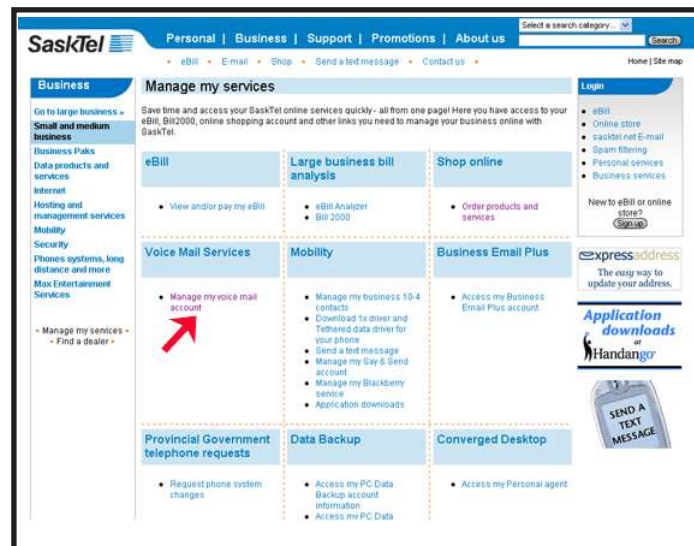 Select a search category...
SaskTel
Personal | Business | Support | Promotions | About us
Search
eBill • E-mail • Shop • Send a text message • Contact us •
Home | Site map
Business
Go to large business »
Small and medium
business
Business Paks
Data products and
services
Internet
Hosting and
management services
Mobility
Security
Phones systems, long
distance and more
Max Entertainment
Services
• Manage my services •
• Find a dealer •
Manage my services
Save time and access your SaskTel online services quickly - all from one page! Here you have access to your
eBill, Bill2000, online shopping account and other links you need to manage your business online with
SaskTel.
eBill
• View and/or pay my eBill
Large business bill
analysis
• eBill Analyzer
• Bill 2000
Shop online
• Order products and
services
Voice Mail Services
• Manage my voice mail
account
Mobility
• Manage my business 10-4
contacts
• Download 1x driver and
Tethered data driver for
your phone
• Send a text message
• Manage my Say & Send
account
• Manage my Blackberry
service
• Application downloads
Business Email Plus
• Access my Business
Email Plus account
Provincial Government
telephone requests
• Request phone system
changes
Data Backup
• Access my PC Data
Backup account
information
• Access my PC Data
Converged Desktop
• Access my Personal agent
Login
• eBill
• Online store
• sasktel.net E-mail
• Spam filtering
• Personal services
• Business services
New to eBill or online
store?
Sign up
expressaddress
The easy way to
update your address.
Application
downloads
at
Handango
SEND A
TEXT
MESSAGE